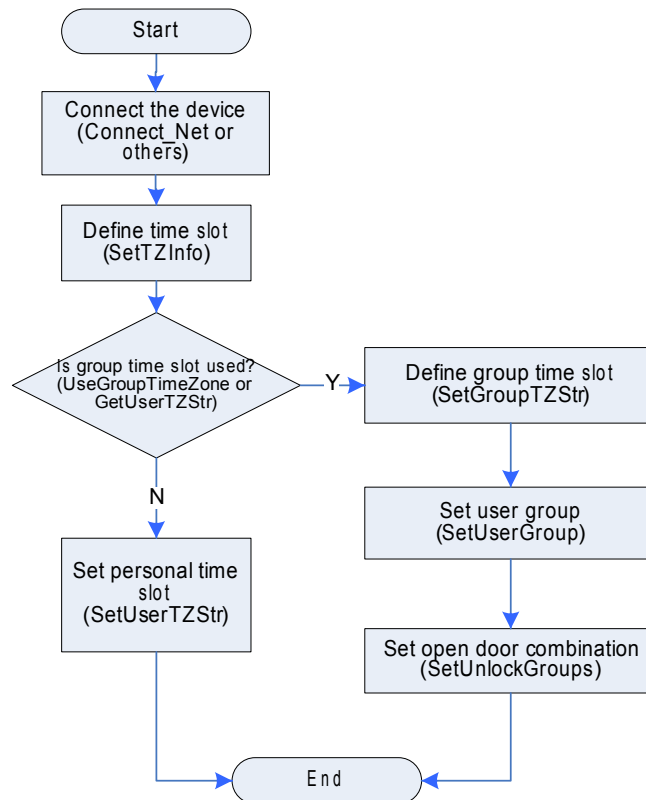 Start
Connect the device
(Connect_Net or
others)
Define time slot
(SetTZInfo)
Is group time slot used?
(UseGroupTimeZone or
GetUserTZStr)
Y
Define group time slot
(SetGroupTZStr)
N
Set user group
(SetUserGroup)
Set personal time
slot
(SetUserTZStr)
Set open door combination
(SetUnlockGroups)
End